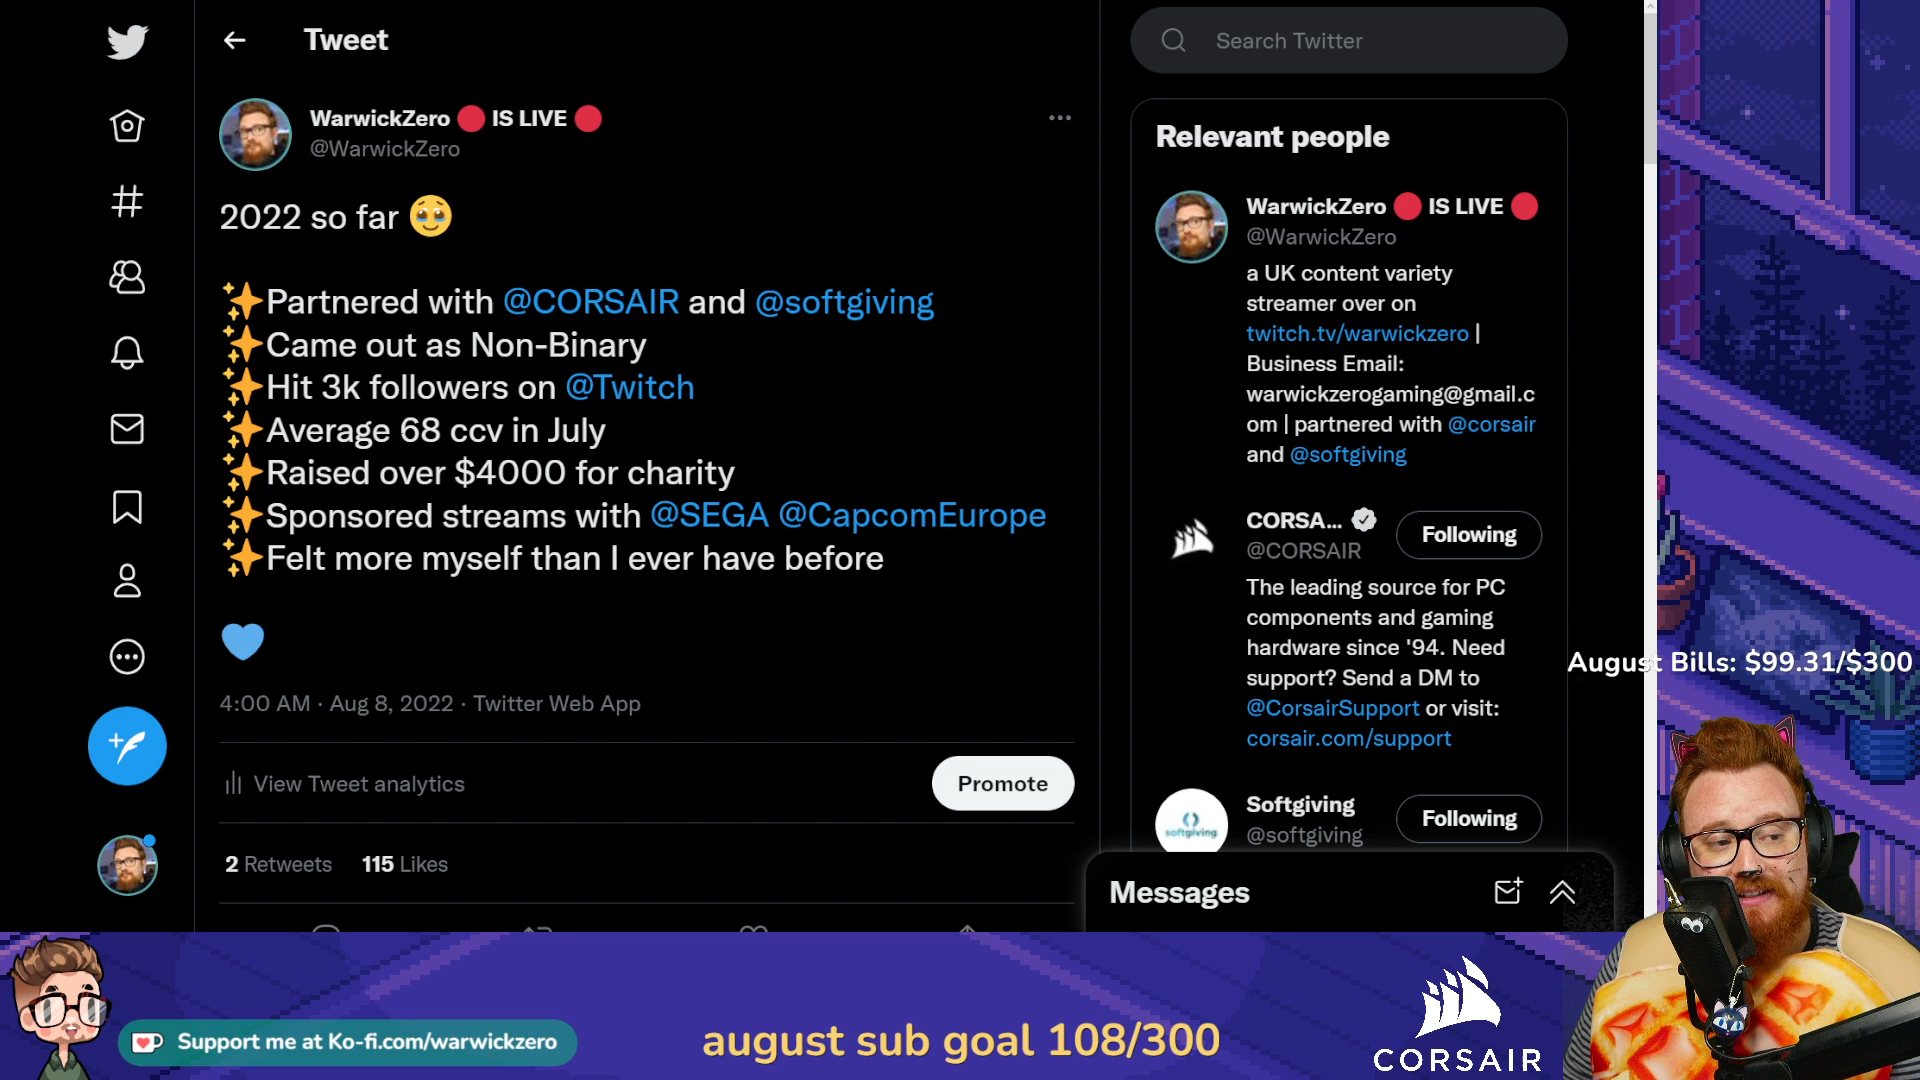 Tweet
WarwickZero 🔴 IS LIVE 🔴
@WarwickZero
2022 so far 🥹
✨Partnered with @CORSAIR and @softgiving
✨Came out as Non-Binary
✨Hit 3k followers on @Twitch
✨Average 68 ccv in July
✨Raised over $4000 for charity
✨Sponsored streams with @SEGA @CapcomEurope
✨Felt more myself than I ever have before
💙
4:00 AM · Aug 8, 2022 · Twitter Web App
View Tweet analytics
Promote
2 Retweets 115 Likes
Search Twitter
Relevant people
WarwickZero 🔴 IS LIVE 🔴
@WarwickZero
a UK content variety
streamer over on
twitch.tv/warwickzero |
Business Email:
warwickzerogaming@gmail.c
om | partnered with @corsair
and @softgiving
CORSA...
@CORSAIR
Following
The leading source for PC
components and gaming
hardware since '94. Need
support? Send a DM to
@CorsairSupport or visit:
corsair.com/support
softgiving
Softgiving
@softgiving
Following
Messages
August Bills: $99.31/$300
Support me at Ko-fi.com/warwickzero
august sub goal 108/300
CORSAIR